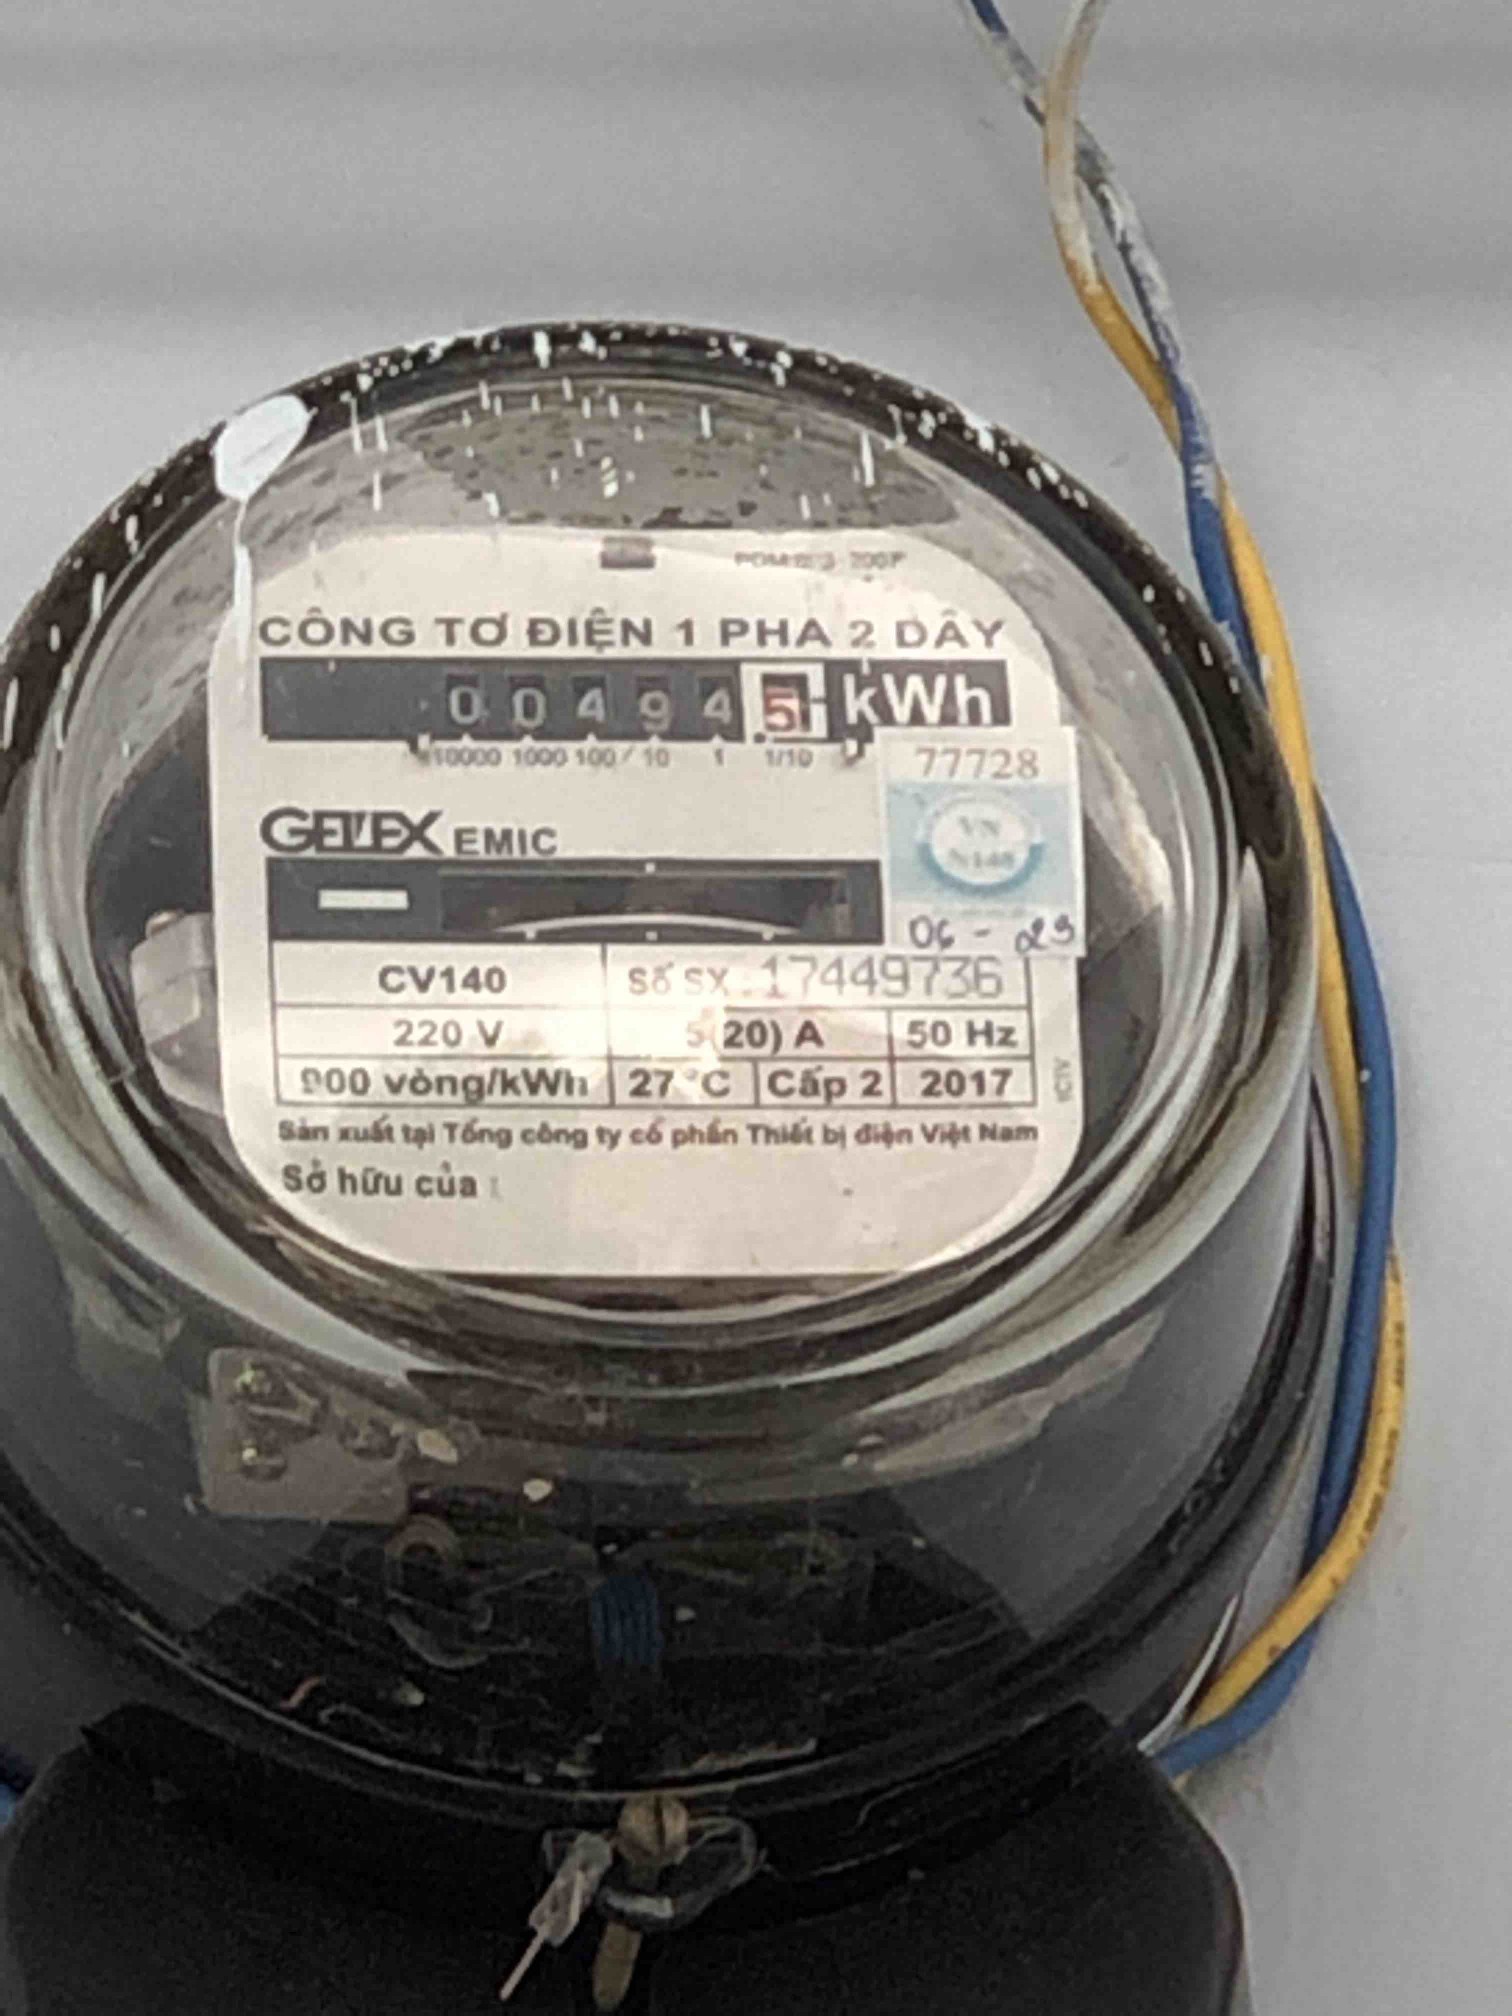 CÔNG TƠ ĐIỆN 1 PHA 2 DÂY
0 0 4 9 4 5 kWh
10000 1000 100 / 10 1 1/10
77728
GELEX EMIC
VN
N148
06 - 23
CV140 Số SX : 17449736
220 V 5(20) A 50 Hz
900 vòng/kWh 27 °C Cấp 2 2017
Sản xuất tại Tổng công ty cổ phần Thiết bị điện Việt Nam
Sở hữu của :